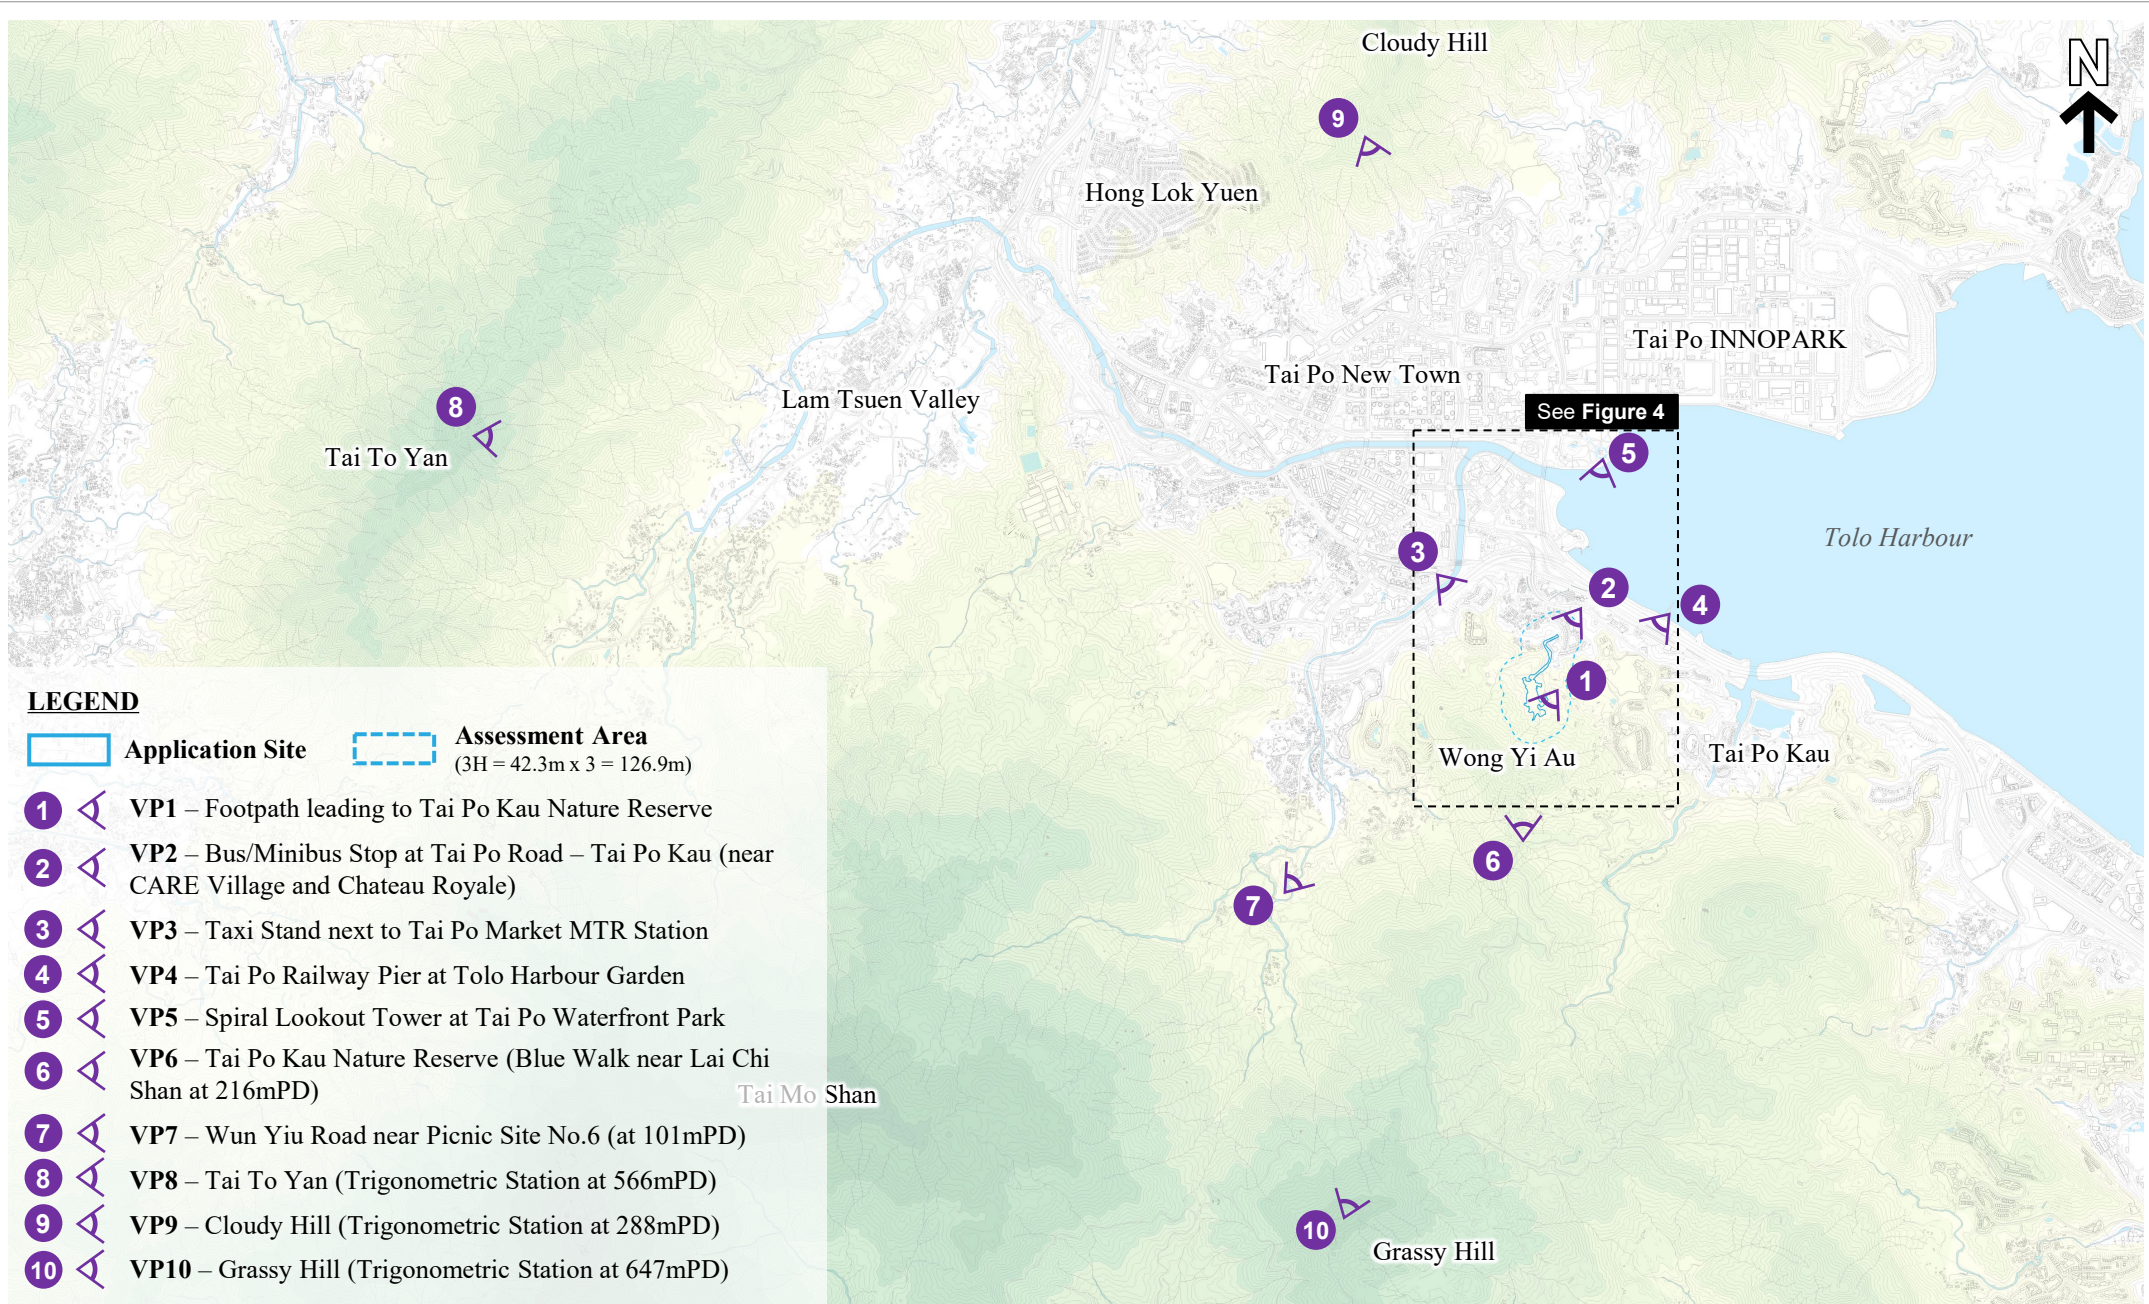 Cloudy Hill
N
9
Hong Lok Yuen
Tai Po INNOPARK
Tai Po New Town
Lam Tsuen Valley
8
See Figure 4
5
Tai To Yan
Tolo Harbour
3
2
4
1
Wong Yi Au
Tai Po Kau
6
7
Tai Mo Shan
10
Grassy Hill
LEGEND
Application Site
Assessment Area
(3H = 42.3m x 3 = 126.9m)
1 VP1 – Footpath leading to Tai Po Kau Nature Reserve
2 VP2 – Bus/Minibus Stop at Tai Po Road – Tai Po Kau (near
CARE Village and Chateau Royale)
3 VP3 – Taxi Stand next to Tai Po Market MTR Station
4 VP4 – Tai Po Railway Pier at Tolo Harbour Garden
5 VP5 – Spiral Lookout Tower at Tai Po Waterfront Park
6 VP6 – Tai Po Kau Nature Reserve (Blue Walk near Lai Chi
Shan at 216mPD)
7 VP7 – Wun Yiu Road near Picnic Site No.6 (at 101mPD)
8 VP8 – Tai To Yan (Trigonometric Station at 566mPD)
9 VP9 – Cloudy Hill (Trigonometric Station at 288mPD)
10 VP10 – Grassy Hill (Trigonometric Station at 647mPD)